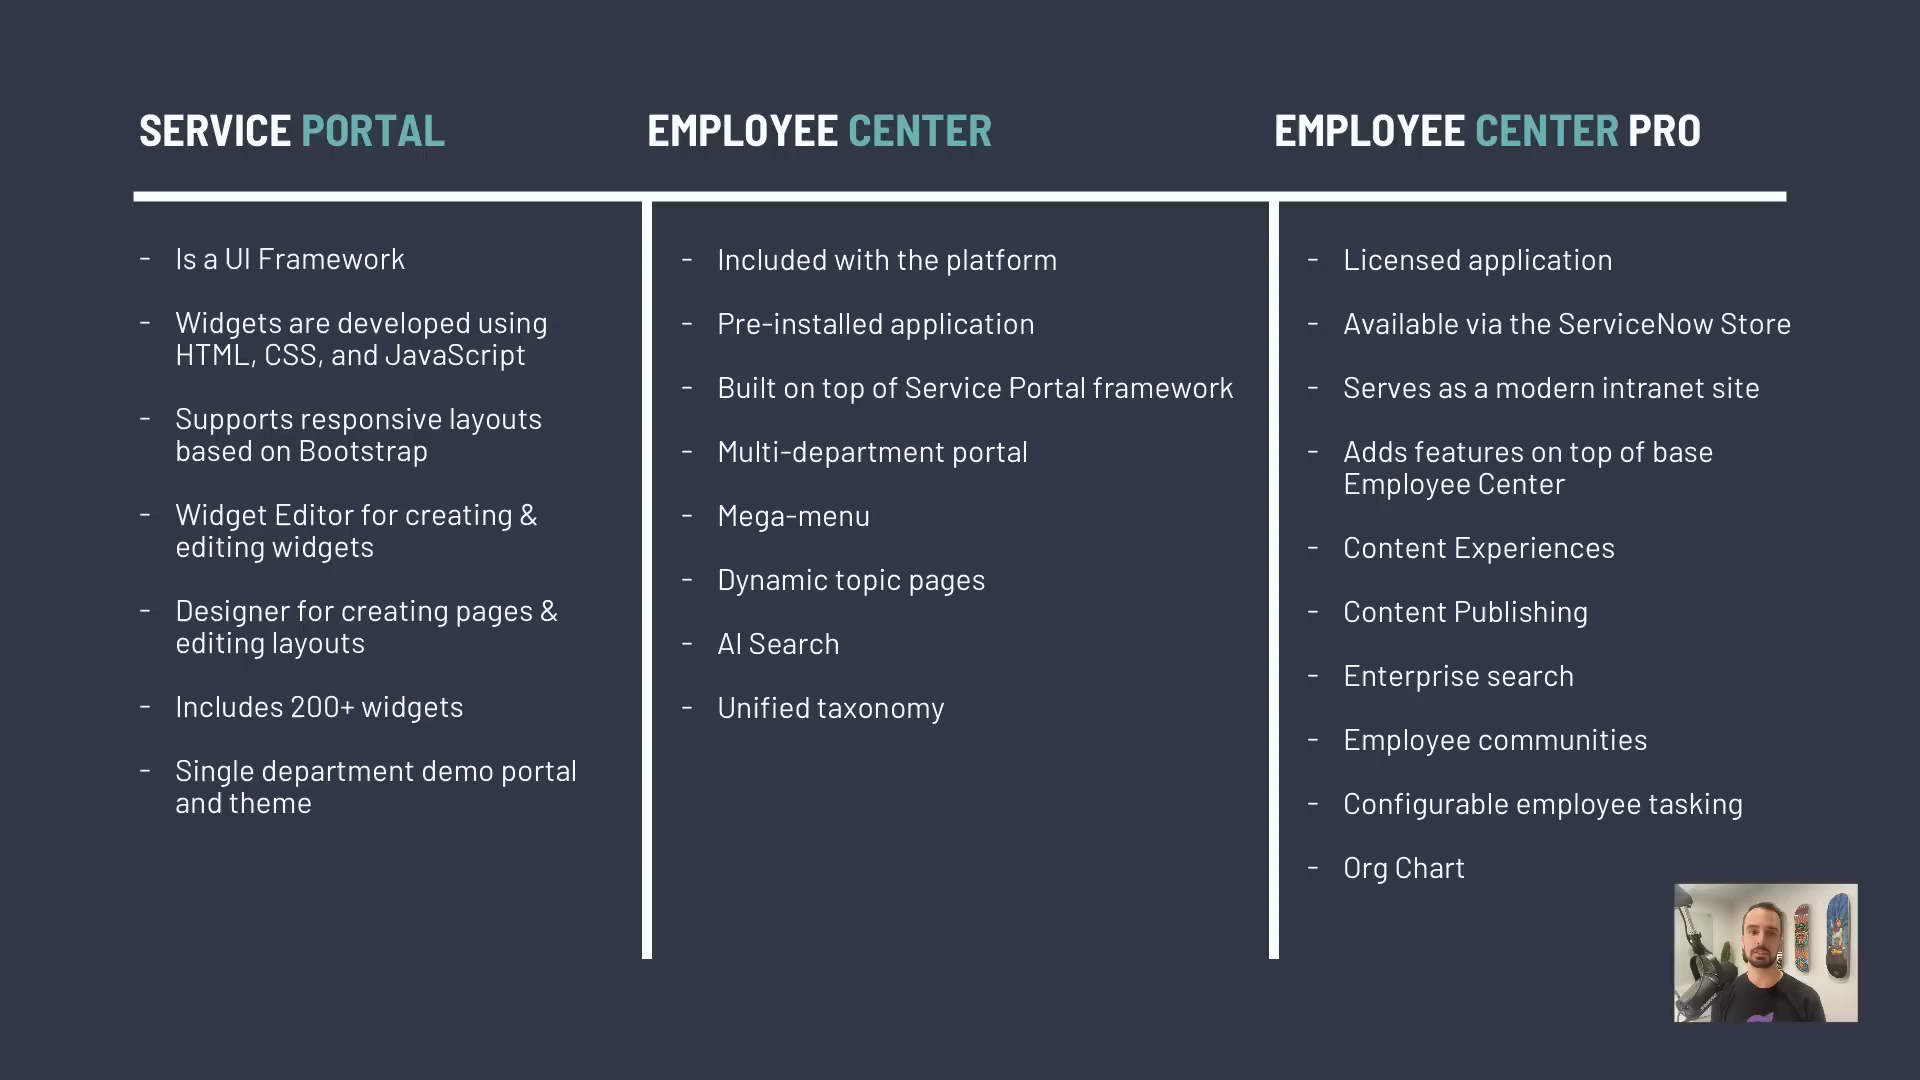 SERVICE PORTAL
- Is a UI Framework
- Widgets are developed using
HTML, CSS, and JavaScript
- Supports responsive layouts
based on Bootstrap
- Widget Editor for creating &
editing widgets
- Designer for creating pages &
editing layouts
- Includes 200+ widgets
- Single department demo portal
and theme
EMPLOYEE CENTER
- Included with the platform
- Pre-installed application
- Built on top of Service Portal framework
- Multi-department portal
- Mega-menu
- Dynamic topic pages
- AI Search
- Unified taxonomy
EMPLOYEE CENTER PRO
- Licensed application
- Available via the ServiceNow Store
- Serves as a modern intranet site
- Adds features on top of base
Employee Center
- Content Experiences
- Content Publishing
- Enterprise search
- Employee communities
- Configurable employee tasking
- Org Chart